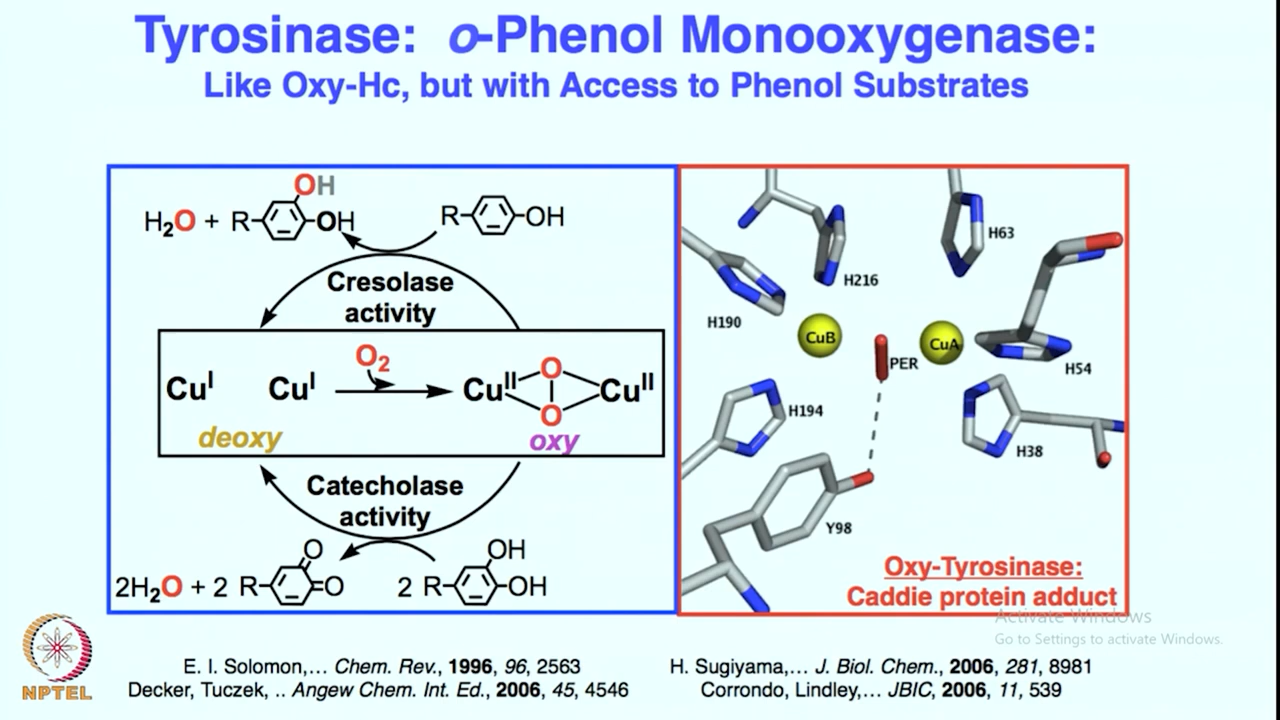 Tyrosinase: o-Phenol Monooxygenase:
Like Oxy-Hc, but with Access to Phenol Substrates
OH
H₂O + R OH
R OH
Cresolase
activity
Cuᴵ Cuᴵ
O₂
Cuᴵᴵ O O Cuᴵᴵ
deoxy
oxy
Catecholase
activity
2H₂O + 2 R O O
2 R OH OH
H63
H216
H190
CuB
CuA
PER
H54
H194
H38
Y98
Oxy-Tyrosinase:
Caddie protein adduct
Activate Windows
Go to Settings to activate Windows.
NPTEL
E. I. Solomon,... Chem. Rev., 1996, 96, 2563
Decker, Tuczek, .. Angew Chem. Int. Ed., 2006, 45, 4546
H. Sugiyama,... J. Biol. Chem., 2006, 281, 8981
Corrondo, Lindley,... JBIC, 2006, 11, 539